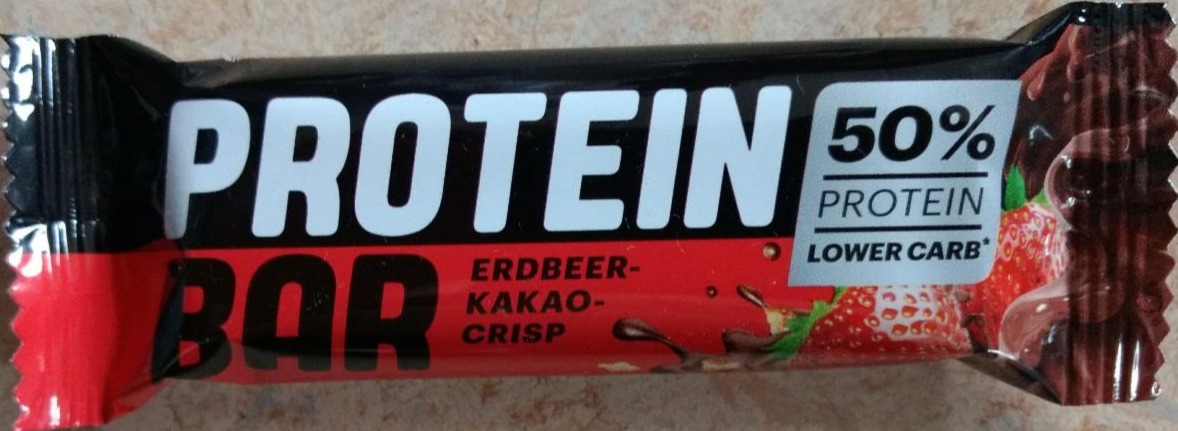 PROTEIN
BAR
ERDBEER-
KAKAO-
CRISP
50%
PROTEIN
LOWER CARB*